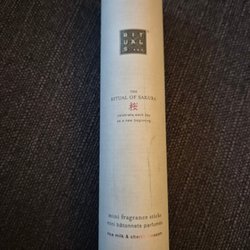 RIT
UAL
S...
THE
RITUAL OF SAKURA
桜
celebrate each day
as a new beginning
mini fragrance sticks
mini bâtonnets parfumés
rice milk & cherry blossom